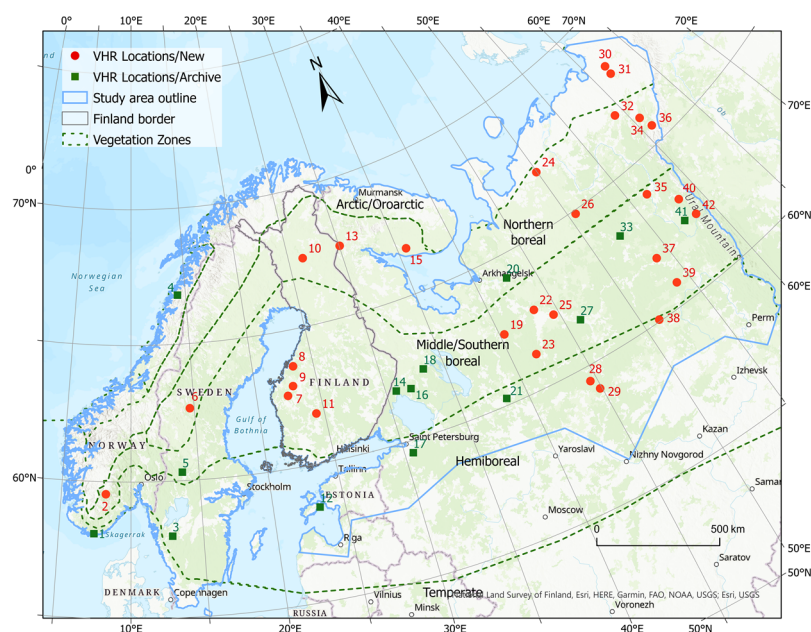 0°
10°E
20°E
30°E
40°E
50°E
60°E
70°N
70°E
VHR Locations/New
VHR Locations/Archive
Study area outline
Finland border
Vegetation Zones
N
30
31
32
34
36
70°E
0°
24
Murmansk
Arctic/Oroarctic
35
40
70°N
26
42
41
60°N
Northern
boreal
33
Ural Mountains
13
15
10
37
Norwegian
Sea
20
Arkhangelsk
39
60°E
4
22
25
27
38
Perm
19
Middle/Southern
boreal
23
8
18
9
FINLAND
14
16
28
Izhevsk
SWEDEN
6
7
21
29
11
Gulf of
Bothnia
NORWAY
Saint Petersburg
Kazan
Helsinki
17
Yaroslavl
Nizhny Novgorod
Hemiboreal
Tallinn
60°N
5
Oslo
Stockholm
Samar
2
ESTONIA
12
Moscow
0
500 km
1
Skagerrak
3
Riga
50°E
Saratov
50°N
DENMARK
Copenhagen
Vilnius
Temperate
Land Survey of Finland, Esri, HERE, Garmin, FAO, NOAA, USGS; Esri, USGS
RUSSIA
Minsk
Voronezh
10°E
20°E
30°E
40°E
50°N